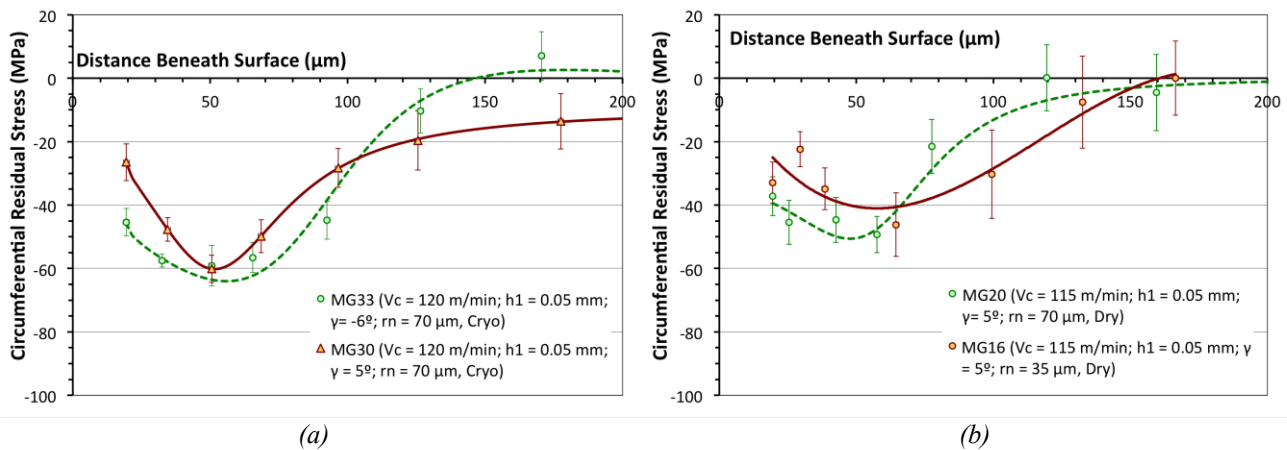 Circumferential Residual Stress (MPa)
20
0
-20
-40
-60
-80
-100
Distance Beneath Surface (μm)
0
50
100
150
200
MG33 (Vc = 120 m/min; h1 = 0.05 mm;
γ= -6º; rn = 70 μm, Cryo)
MG30 (Vc = 120 m/min; h1 = 0.05 mm;
γ = 5º; rn = 70 μm, Cryo)
(a)
Circumferential Residual Stress (MPa)
20
0
-20
-40
-60
-80
-100
Distance Beneath Surface (μm)
0
50
100
150
200
MG20 (Vc = 115 m/min; h1 = 0.05 mm;
γ= 5º; rn = 70 μm, Dry)
MG16 (Vc = 115 m/min; h1 = 0.05 mm; γ
= 5º; rn = 35 μm, Dry)
(b)